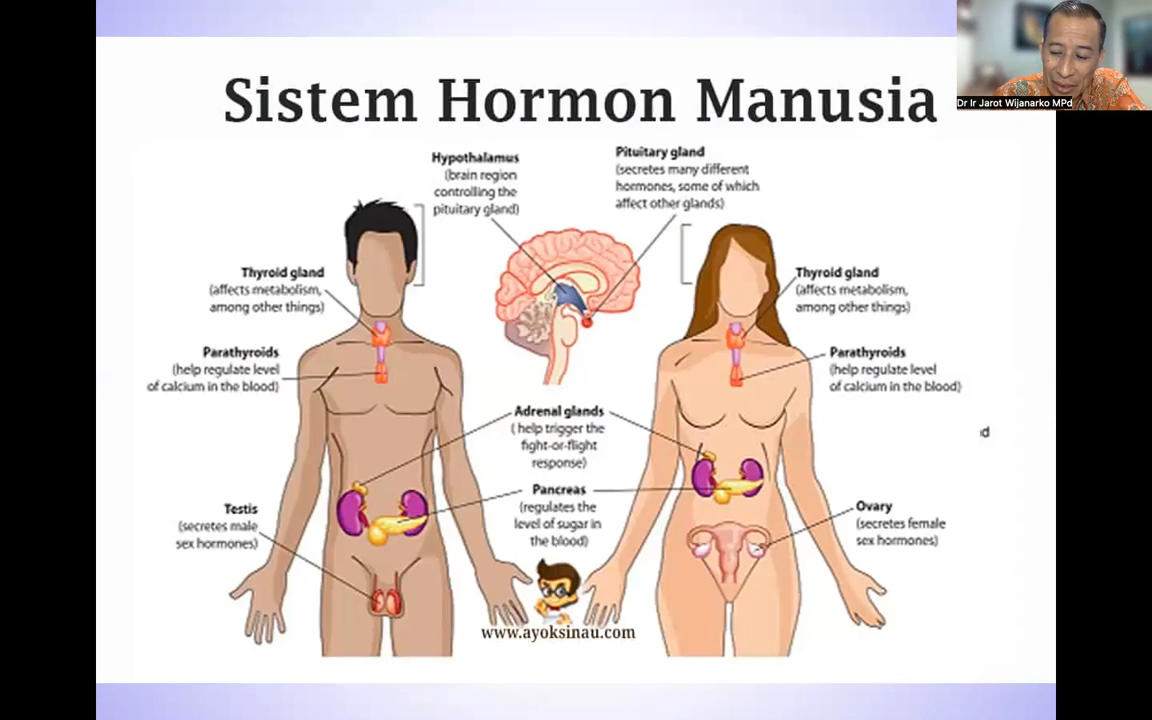 Sistem Hormon Manusia
Dr Ir Jarot Wijanarko MPd
Hypothalamus
(brain region
controlling the
pituitary gland)
Pituitary gland
(secretes many different
hormones, some of which
affect other glands)
Thyroid gland
(affects metabolism,
among other things)
Thyroid gland
(affects metabolism,
among other things)
Parathyroids
(help regulate level
of calcium in the blood)
Parathyroids
(help regulate level
of calcium in the blood)
Adrenal glands
( help trigger the
fight-or-flight
response)
d
Pancreas
(regulates the
level of sugar in
the blood)
Testis
(secretes male
sex hormones)
Ovary
(secretes female
sex hormones)
www.ayoksinau.com